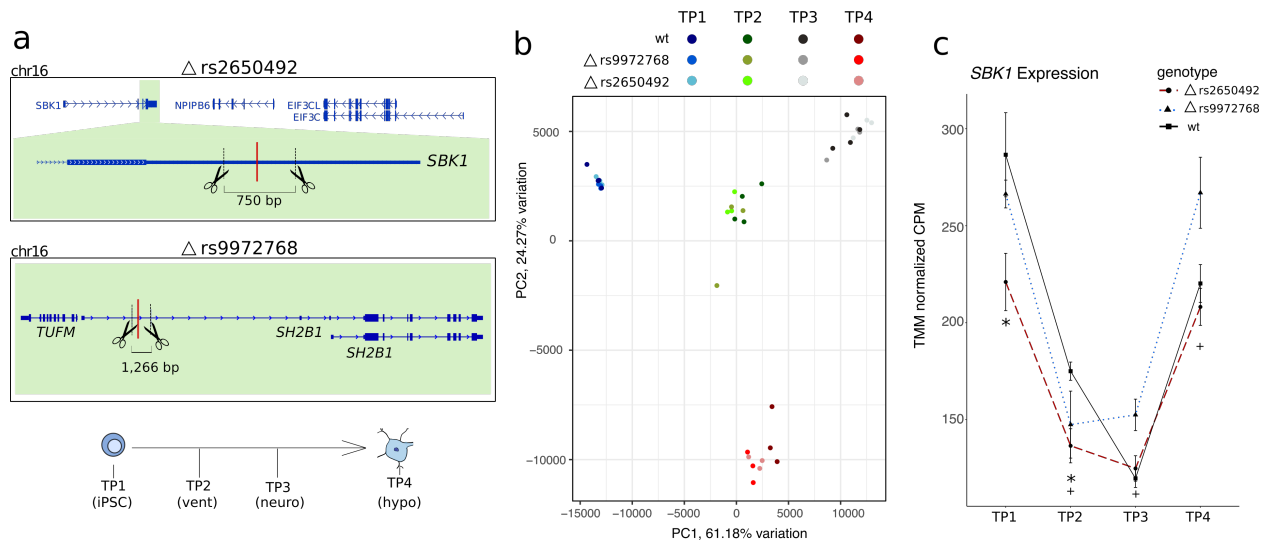 a
chr16
△ rs2650492
SBK1
NPIPB6
EIF3CL
EIF3C
SBK1
750 bp
chr16
△ rs9972768
TUFM
SH2B1
SH2B1
1,266 bp
TP1
(iPSC)
TP2
(vent)
TP3
(neuro)
TP4
(hypo)
b
TP1 TP2 TP3 TP4
wt
△ rs9972768
△ rs2650492
PC2, 24.27% variation
5000
0
−5000
−10000
−15000 −10000 −5000 0 5000 10000
PC1, 61.18% variation
c
SBK1 Expression
genotype
△ rs2650492
△ rs9972768
wt
TMM normalized CPM
300
250
200
150
*
*
+
+
+
TP1 TP2 TP3 TP4